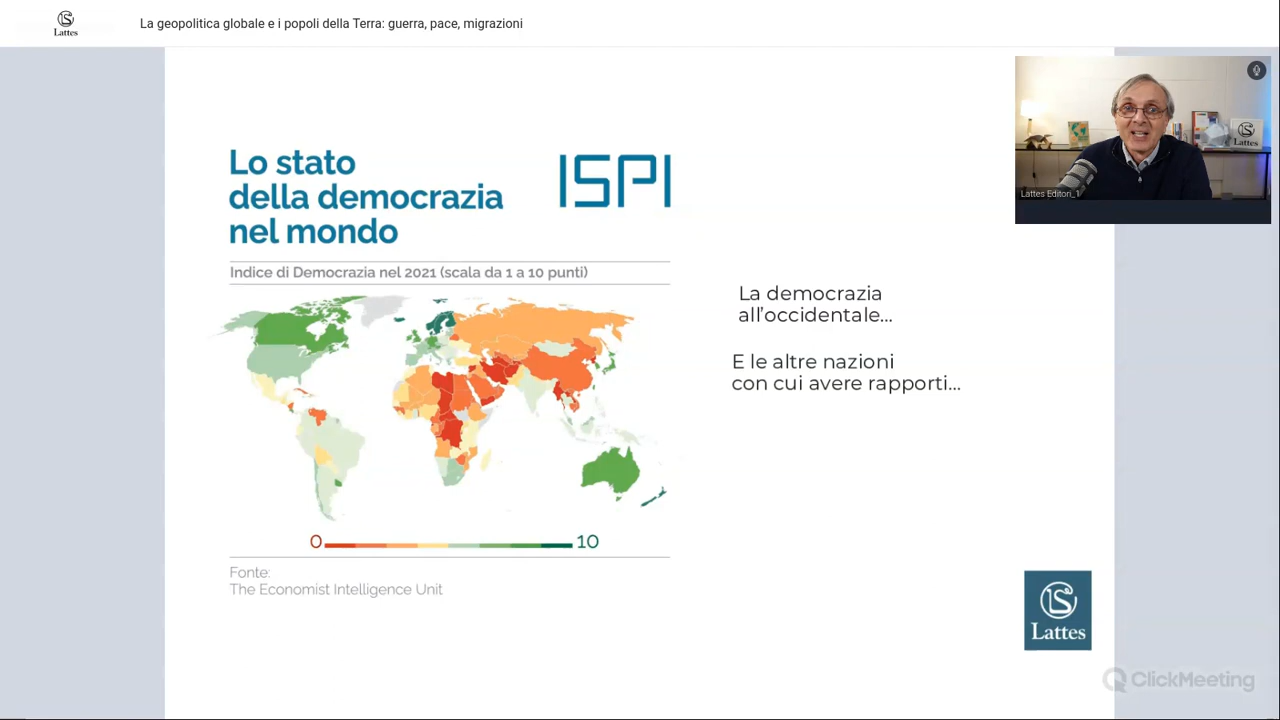 Lattes
La geopolitica globale e i popoli della Terra: guerra, pace, migrazioni
Lo stato
della democrazia
nel mondo
ISPI
Indice di Democrazia nel 2021 (scala da 1 a 10 punti)
0
10
Fonte:
The Economist Intelligence Unit
La democrazia
all’occidentale...
E le altre nazioni
con cui avere rapporti...
Lattes
Lattes Editori_1
Lattes
ClickMeeting